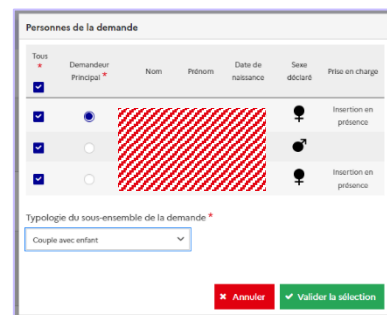 Personnes de la demande
Tous * Demandeur Principal * Nom Prénom Date de naissance Sexe déclaré Prise en charge
Insertion en
présence
Insertion en
présence
Typologie du sous-ensemble de la demande *
Couple avec enfant
× Annuler ✔ Valider la sélection